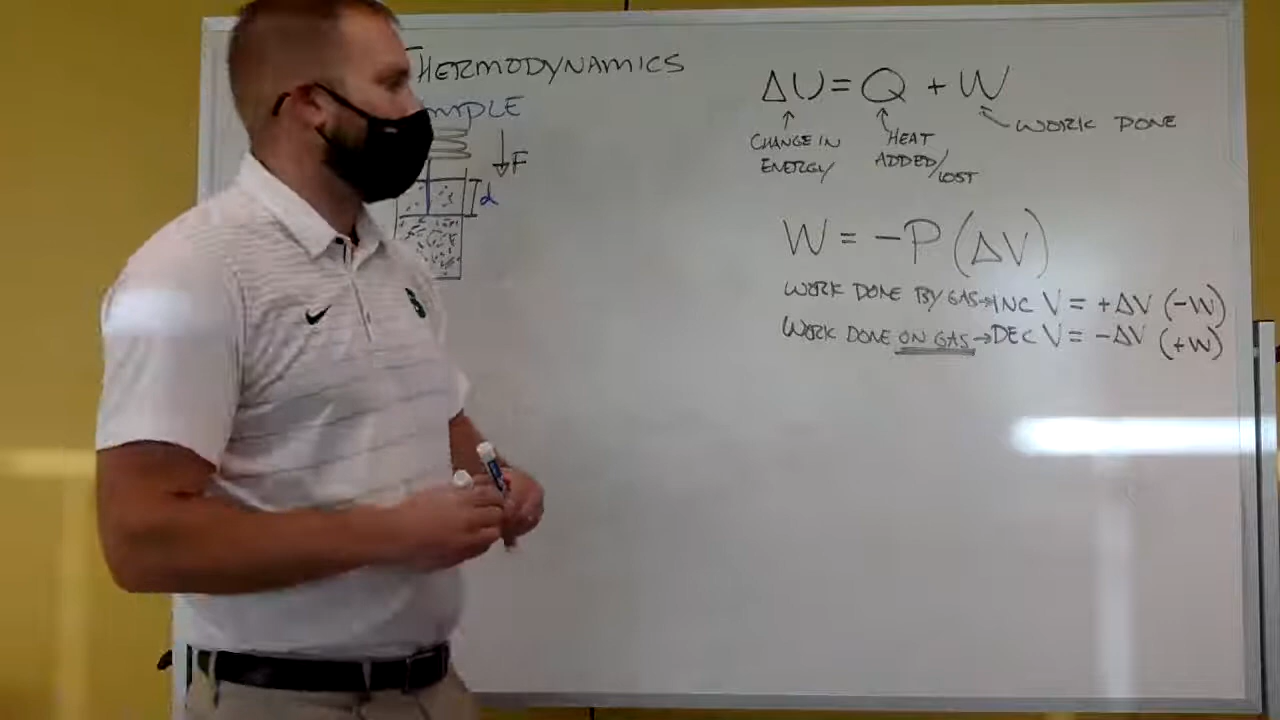 THERMODYNAMICS
MPLE
F
d
ΔU = Q + W
CHANGE IN
ENERGY
HEAT
ADDED/
LOST
WORK DONE
W = -P(ΔV)
WORK DONE BY GAS→INC V = +ΔV (-W)
WORK DONE ON GAS→DEC V = -ΔV (+W)